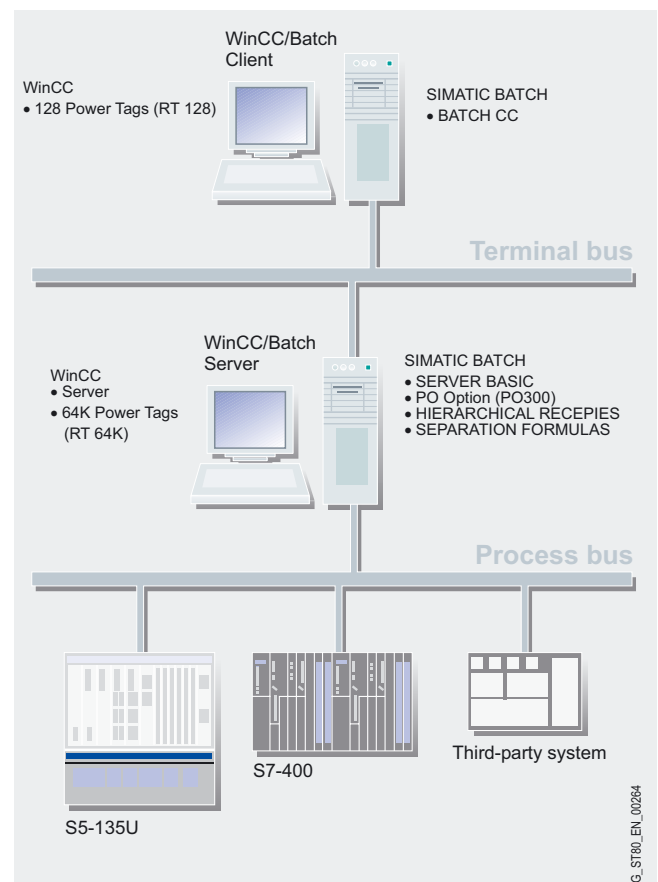 WinCC/Batch
Client
WinCC
• 128 Power Tags (RT 128)
SIMATIC BATCH
• BATCH CC
Terminal bus
WinCC/Batch
Server
WinCC
• Server
• 64K Power Tags
(RT 64K)
SIMATIC BATCH
• SERVER BASIC
• PO Option (PO300)
• HIERARCHICAL RECEPIES
• SEPARATION FORMULAS
Process bus
S5-135U
S7-400
Third-party system
G_ST80_EN_00264